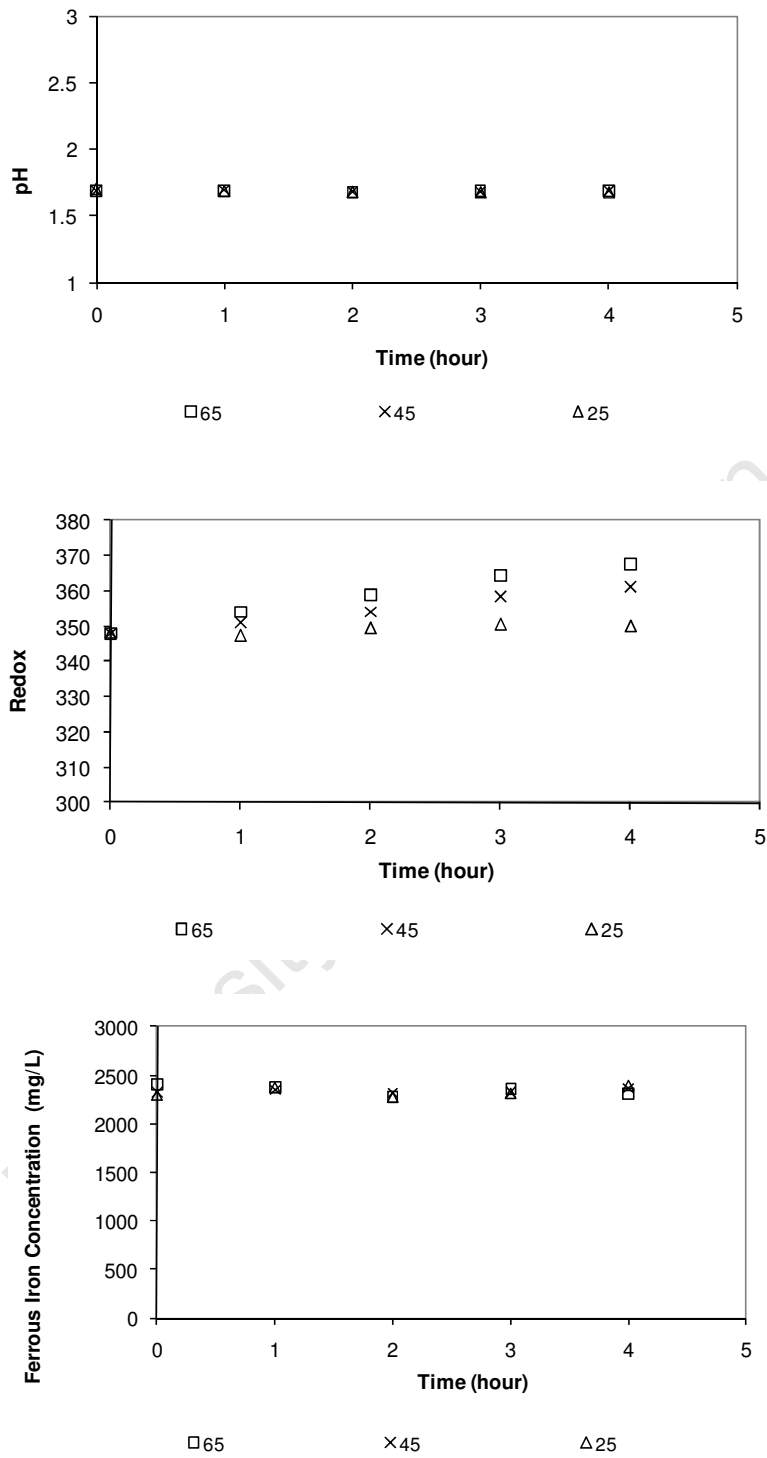 3
2.5
2
1.5
1
pH
0 1 2 3 4 5
Time (hour)
65 45 25
380
370
360
350
340
330
320
310
300
Redox
0 1 2 3 4 5
Time (hour)
65 45 25
3000
2500
2000
1500
1000
500
0
Ferrous Iron Concentration (mg/L)
0 1 2 3 4 5
Time (hour)
65 45 25